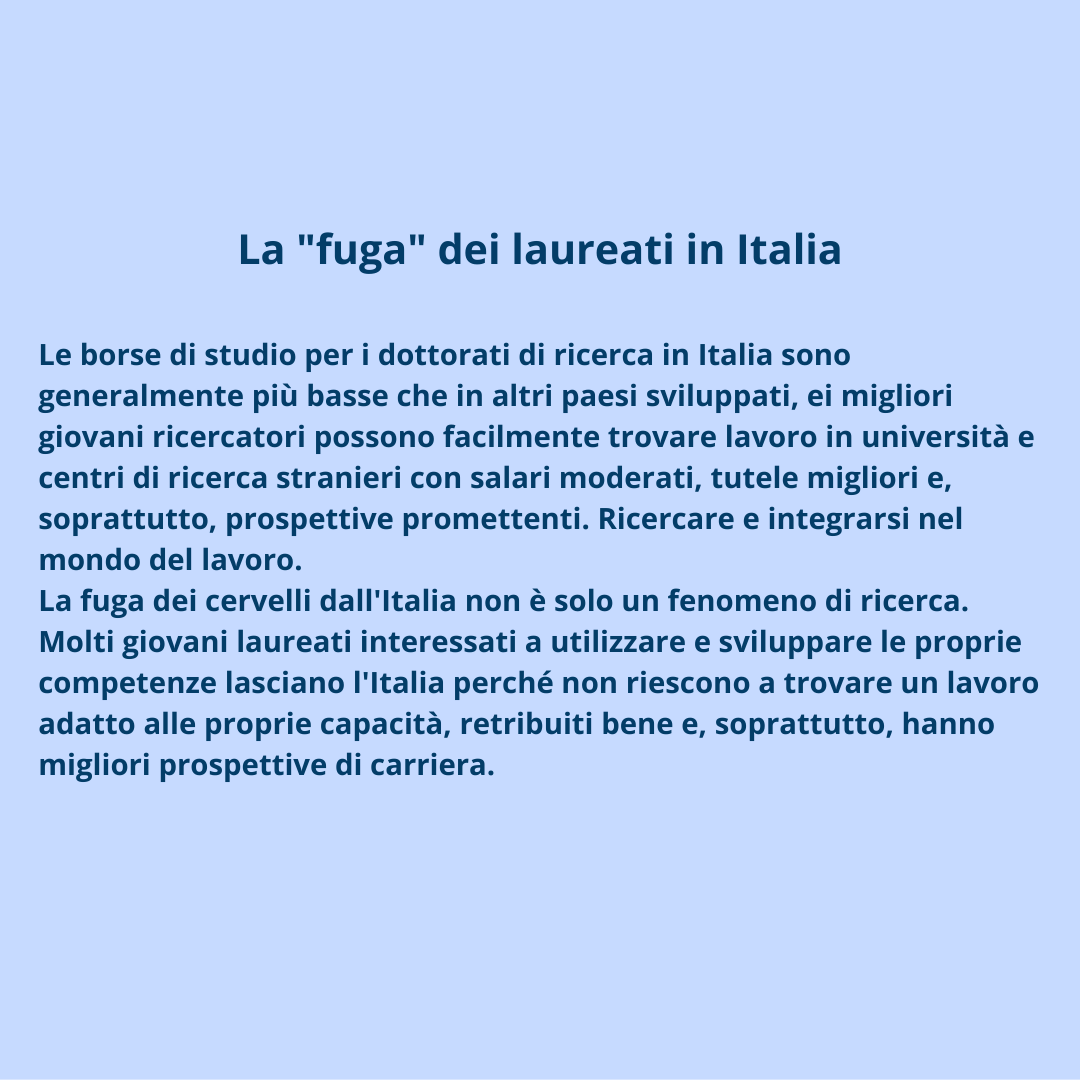 La "fuga" dei laureati in Italia
Le borse di studio per i dottorati di ricerca in Italia sono
generalmente più basse che in altri paesi sviluppati, ei migliori
giovani ricercatori possono facilmente trovare lavoro in università e
centri di ricerca stranieri con salari moderati, tutele migliori e,
soprattutto, prospettive promettenti. Ricercare e integrarsi nel
mondo del lavoro.
La fuga dei cervelli dall'Italia non è solo un fenomeno di ricerca.
Molti giovani laureati interessati a utilizzare e sviluppare le proprie
competenze lasciano l'Italia perché non riescono a trovare un lavoro
adatto alle proprie capacità, retribuiti bene e, soprattutto, hanno
migliori prospettive di carriera.